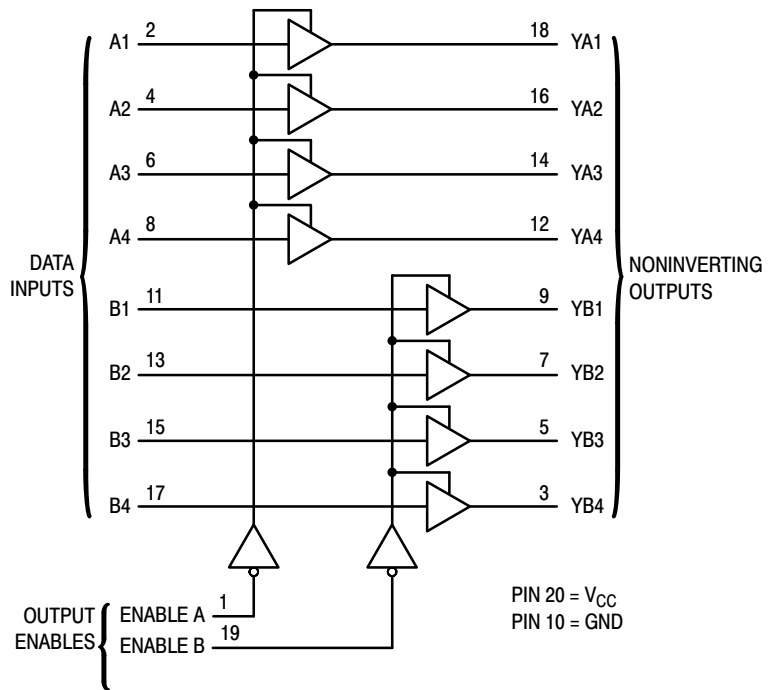 A1 2 18 YA1
A2 4 16 YA2
A3 6 14 YA3
A4 8 12 YA4
DATA
INPUTS
NONINVERTING
OUTPUTS
B1 11 9 YB1
B2 13 7 YB2
B3 15 5 YB3
B4 17 3 YB4
OUTPUT
ENABLES
ENABLE A 1
ENABLE B 19
PIN 20 = VCC
PIN 10 = GND